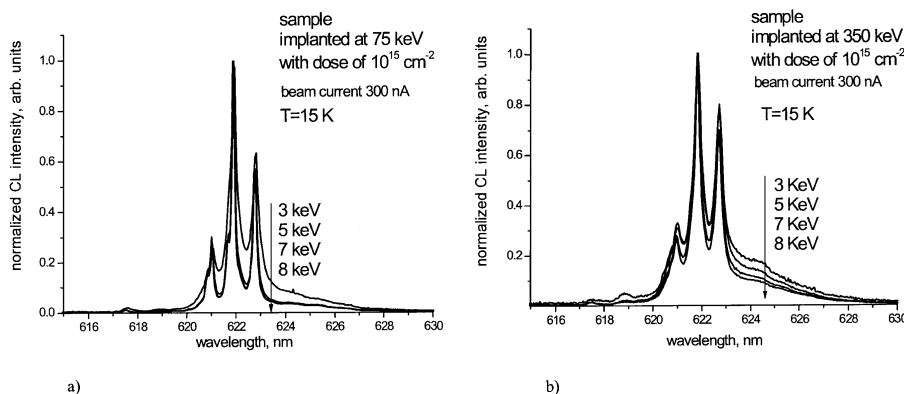 sample
implanted at 75 keV
with dose of 10¹⁵ cm⁻²
beam current 300 nA
T=15 K
3 keV
5 keV
7 keV
8 keV
normalized CL intensity, arb. units
1.0
0.8
0.6
0.4
0.2
0.0
616 618 620 622 624 626 628 630
wavelength, nm
a)
sample
implanted at 350 keV
with dose of 10¹⁵ cm⁻²
beam current 300 nA
T=15 K
3 KeV
5 KeV
7 KeV
8 KeV
normalized CL intensity, arb. units
1.0
0.8
0.6
0.4
0.2
616 618 620 622 624 626 628 630
wavelength, nm
b)